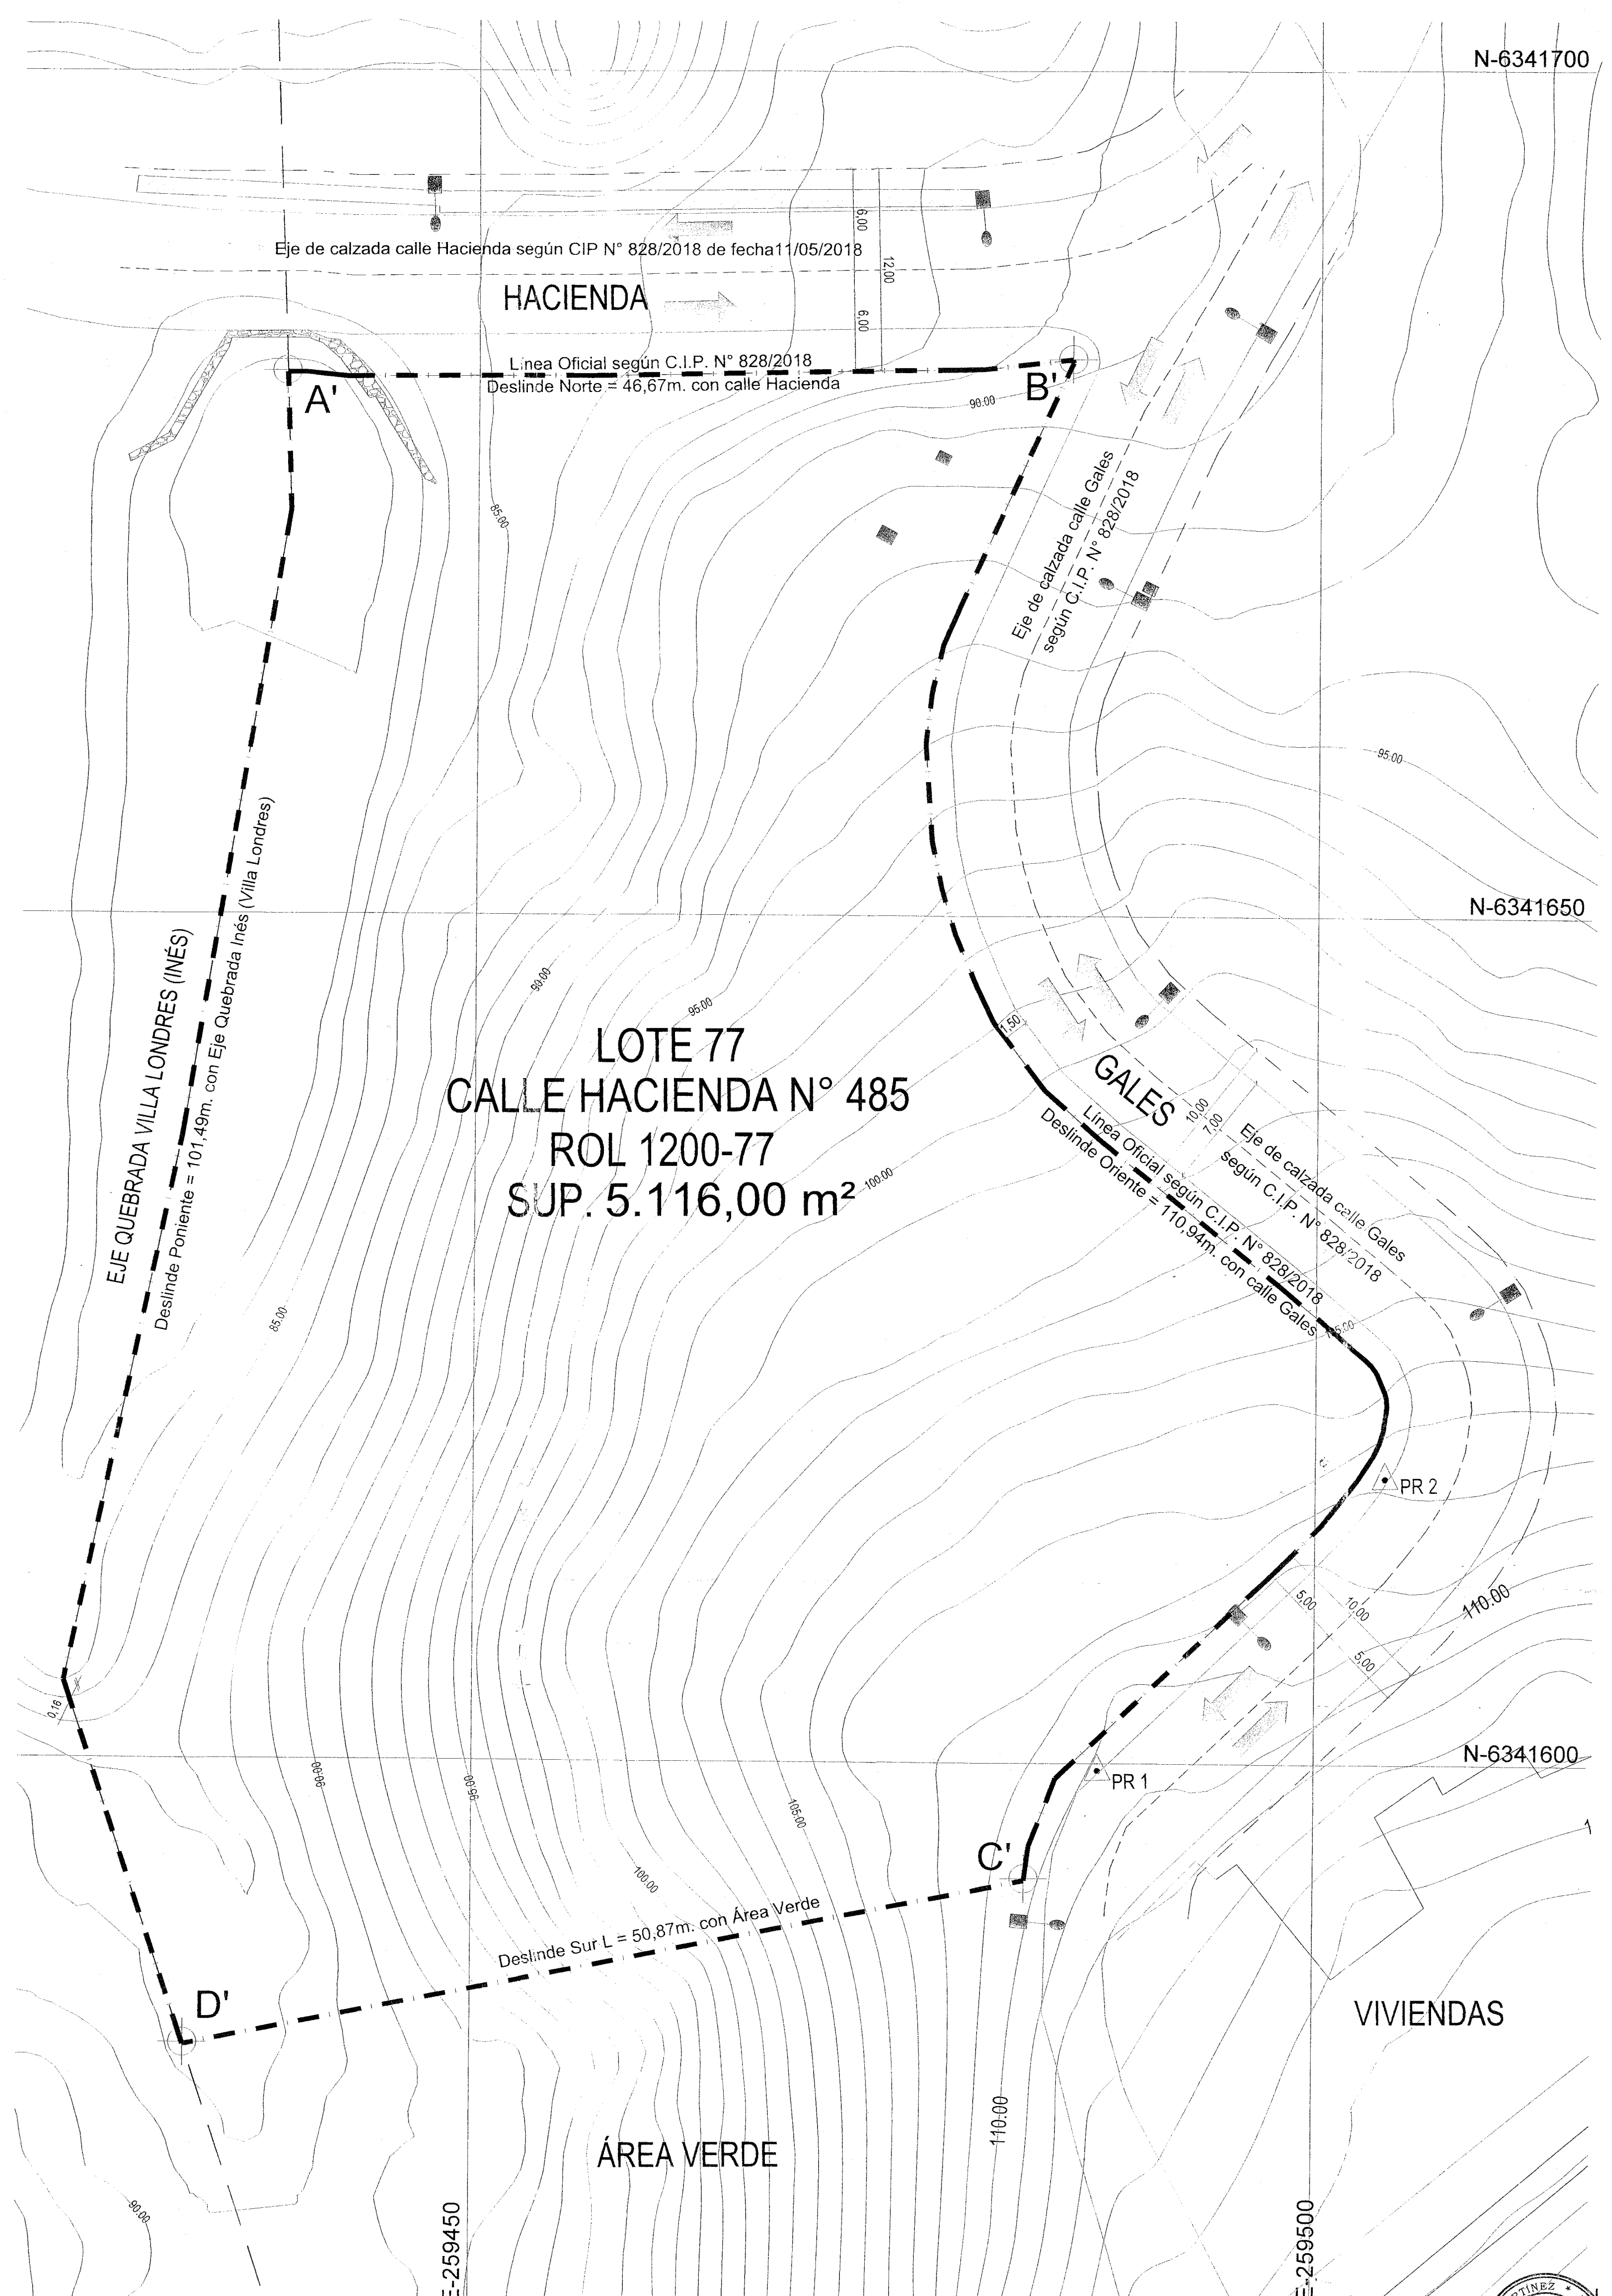 N-6341700
6,00
Eje de calzada calle Hacienda según CIP N° 828/2018 de fecha11/05/2018
12,00
HACIENDA
6,00
Línea Oficial según C.I.P. N° 828/2018
Deslinde Norte = 46,67m. con calle Hacienda
A'
B'
90.00
85.00
Eje de calzada calle Gales
según C.I.P. N° 828/2018
95.00
N-6341650
EJE QUEBRADA VILLA LONDRES (INÉS)
Deslinde Poniente = 101,49m. con Eje Quebrada Inés (Villa Londres)
90.00
95.00
1.50
LOTE 77
CALLE HACIENDA N° 485
ROL 1200-77
SUP. 5.116,00 m²
100.00
GALES
10,00
7,50
Línea Oficial según C.I.P. N° 828/2018
Deslinde Oriente = 110,94m. con calle Gales
Eje de calzada calle Gales
según C.I.P. N° 828/2018
85.00
5.00
PR 2
5,00
10,00
110.00
5,00
0,16
N-6341600
90.00
95.00
105.00
PR 1
C'
100.00
Deslinde Sur L = 50,87m. con Área Verde
D'
VIVIENDAS
110.00
ÁREA VERDE
90.00
E-259450
E-259500